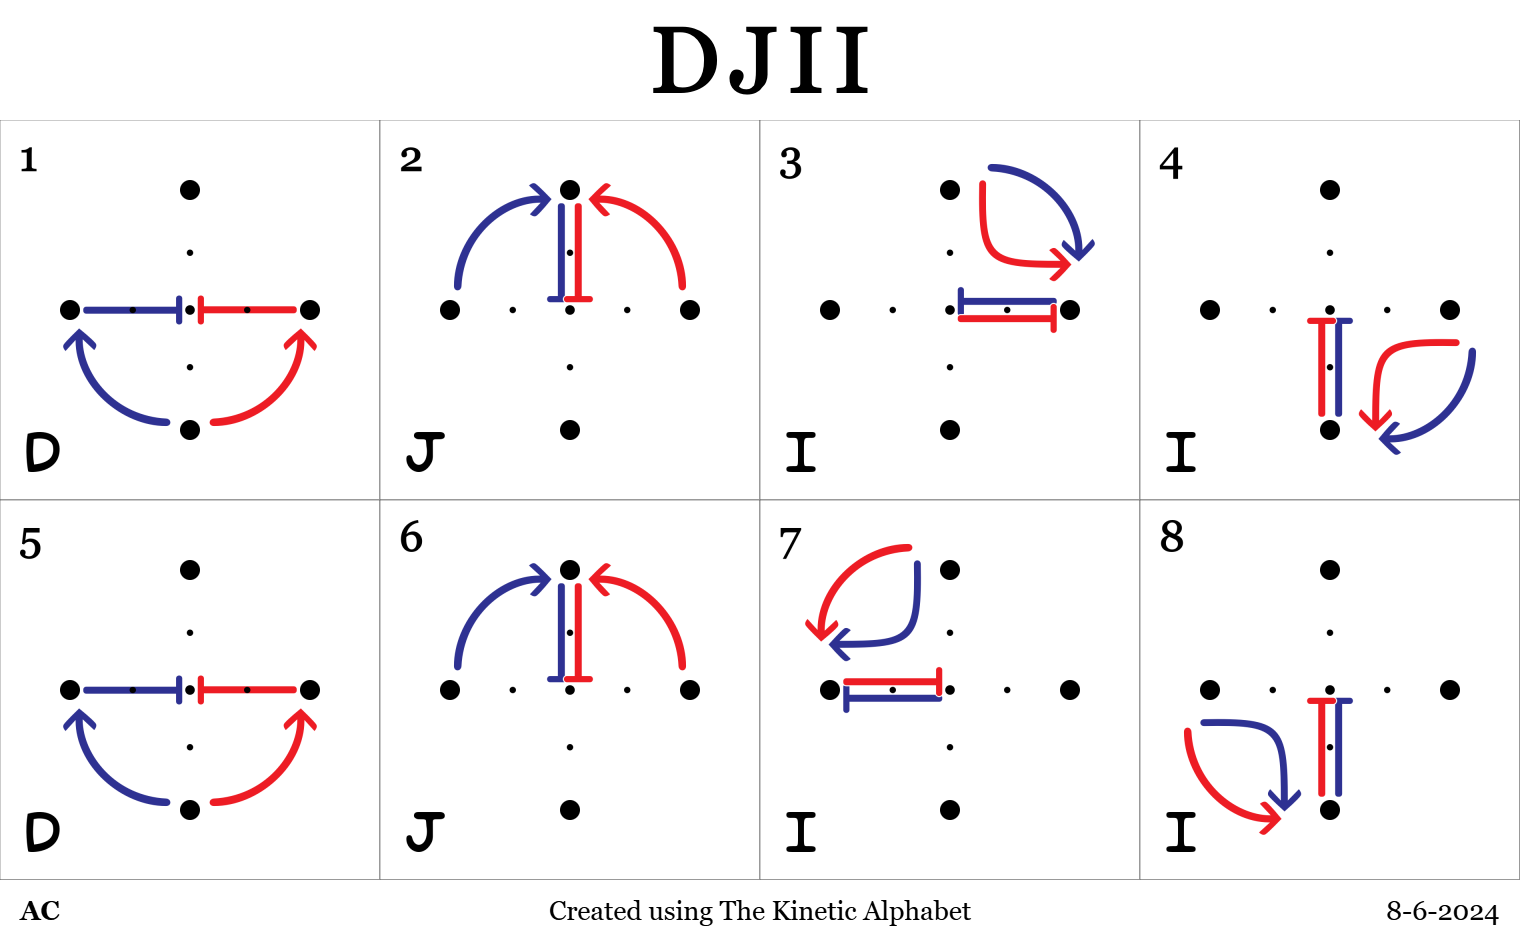 DJII
1 2 3 4
D J I I
5 6 7 8
D J I I
AC Created using The Kinetic Alphabet 8-6-2024